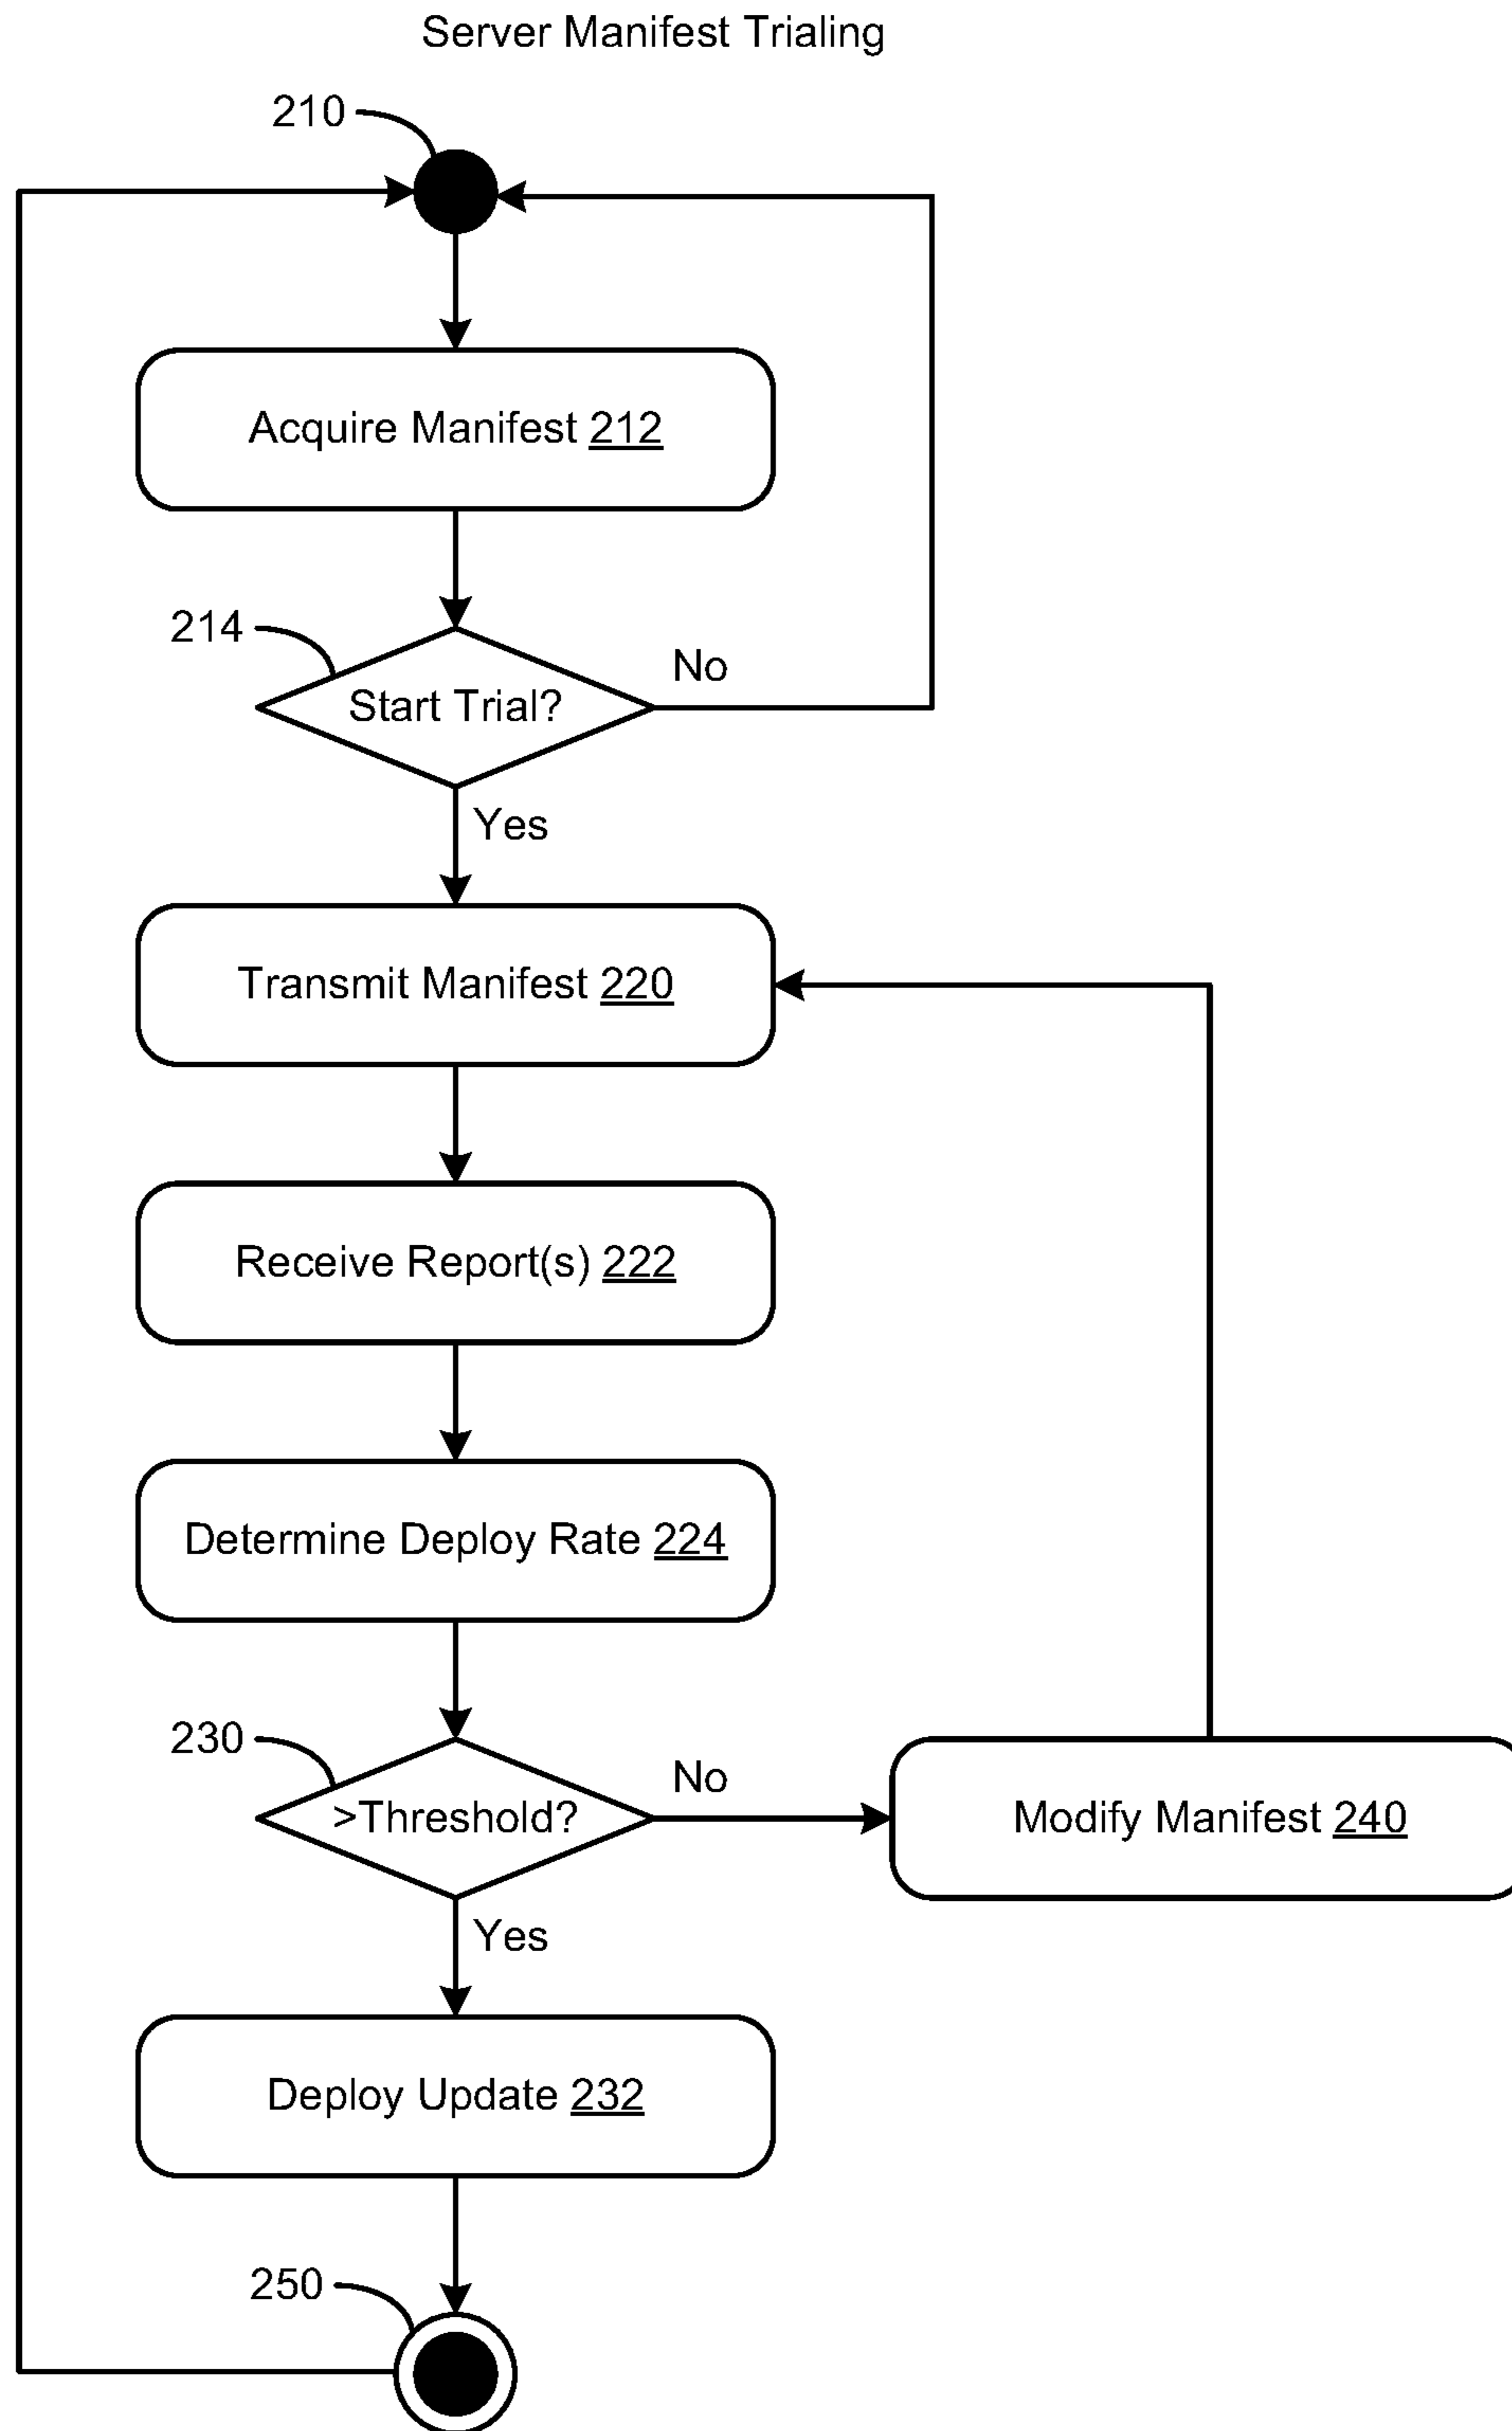 Server Manifest Trialing
210
Acquire Manifest 212
214
Start Trial?
No
Yes
Transmit Manifest 220
Receive Report(s) 222
Determine Deploy Rate 224
230
>Threshold?
No
Modify Manifest 240
Yes
Deploy Update 232
250